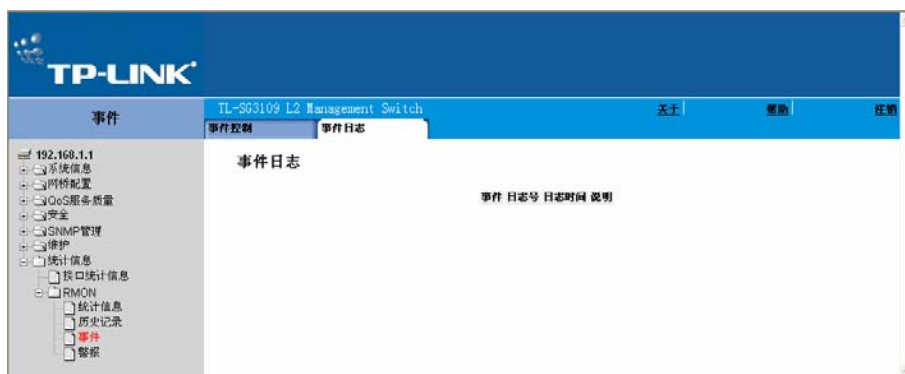 TP-LINK
事件
TL-SG3109 L2 Management Switch
关于 帮助 注销
事件控制 事件日志
192.168.1.1
系统信息
网桥配置
QoS服务质量
安全
SNMP管理
维护
统计信息
接口统计信息
RMON
统计信息
历史记录
事件
警报
事件日志
事件 日志号 日志时间 说明